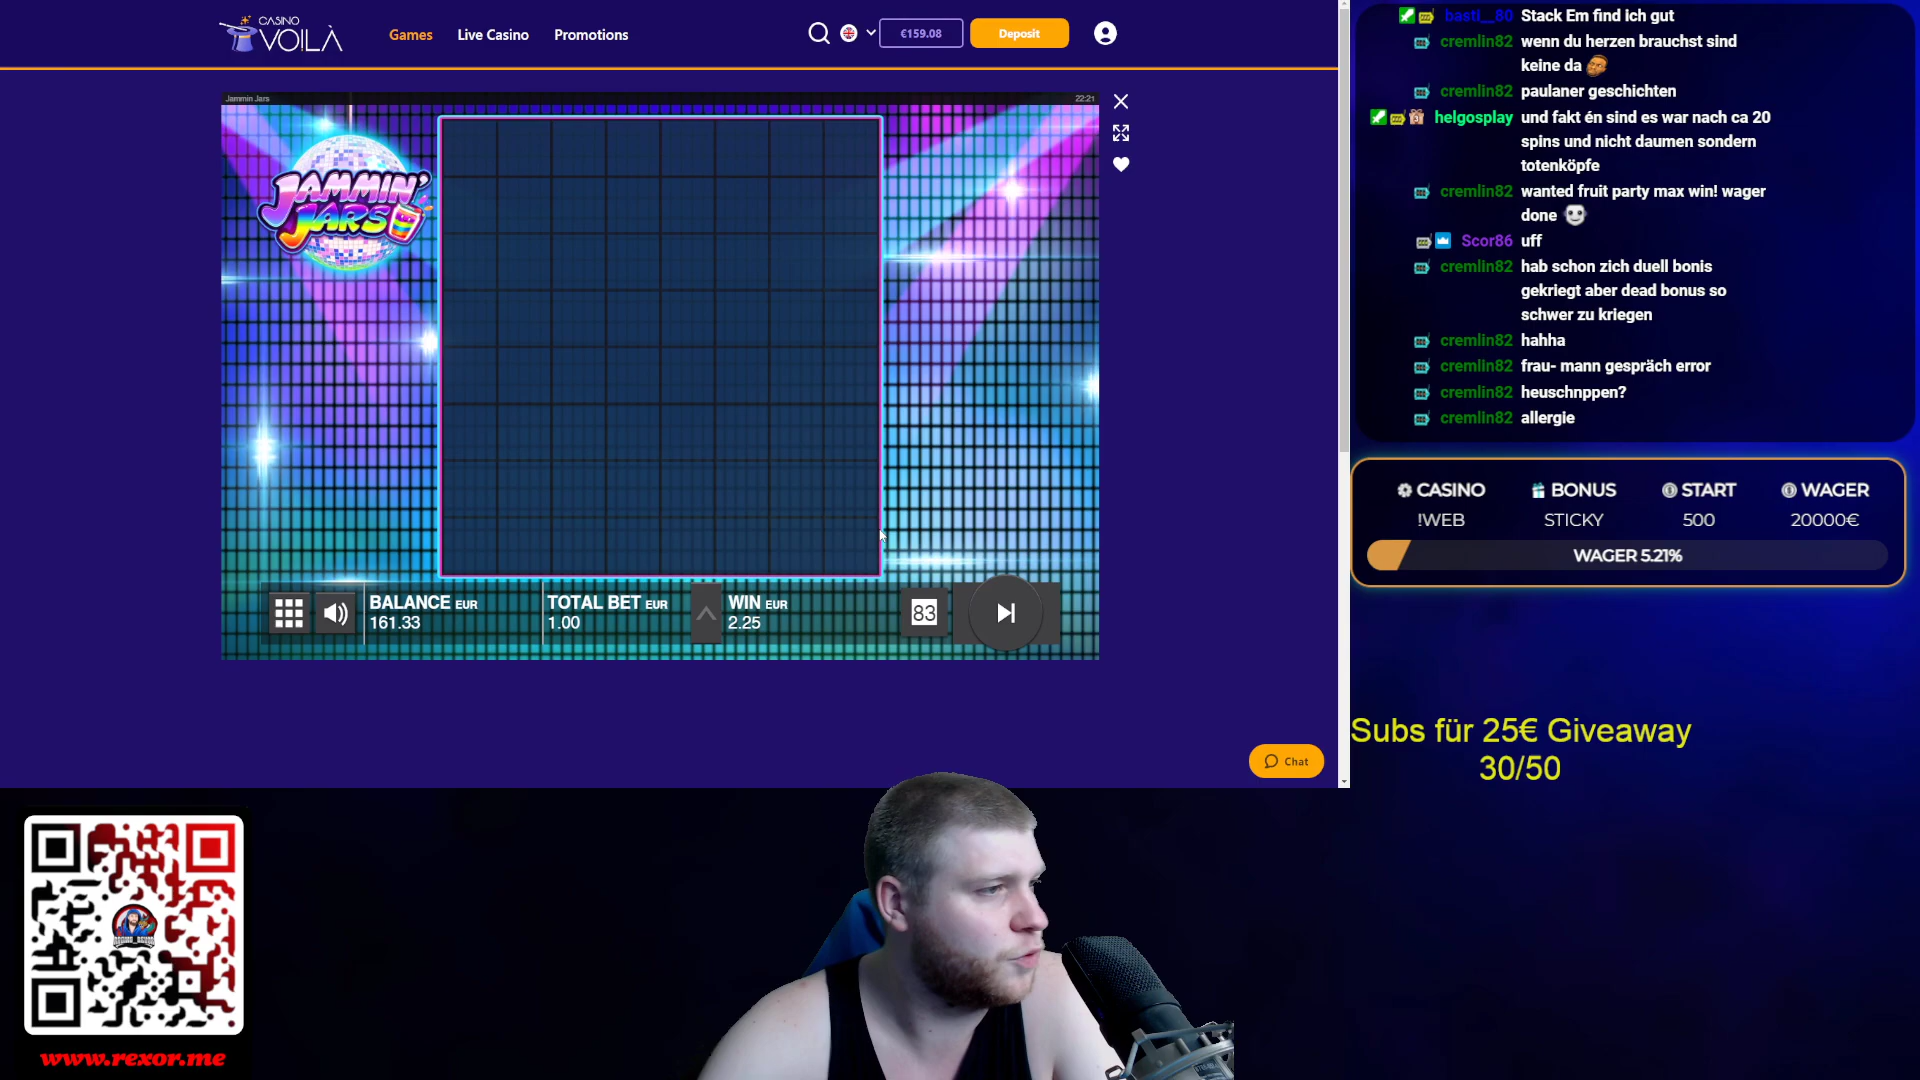 CASINO
VOILÀ
Games
Live Casino
Promotions
€159.08
Deposit
Jammin Jars
22:21
JAMMIN'
JARS
BALANCE EUR
161.33
TOTAL BET EUR
1.00
WIN EUR
2.25
83
Chat
basti__80 Stack Em find ich gut
cremlin82 wenn du herzen brauchst sind
keine da
cremlin82 paulaner geschichten
helgosplay und fakt én sind es war nach ca 20
spins und nicht daumen sondern
totenköpfe
cremlin82 wanted fruit party max win! wager
done
Scor86 uff
cremlin82 hab schon zich duell bonis
gekriegt aber dead bonus so
schwer zu kriegen
cremlin82 hahha
cremlin82 frau- mann gespräch error
cremlin82 heuschnppen?
cremlin82 allergie
CASINO
BONUS
START
WAGER
!WEB
STICKY
500
20000€
WAGER 5.21%
Subs für 25€ Giveaway
30/50
www.rexor.me